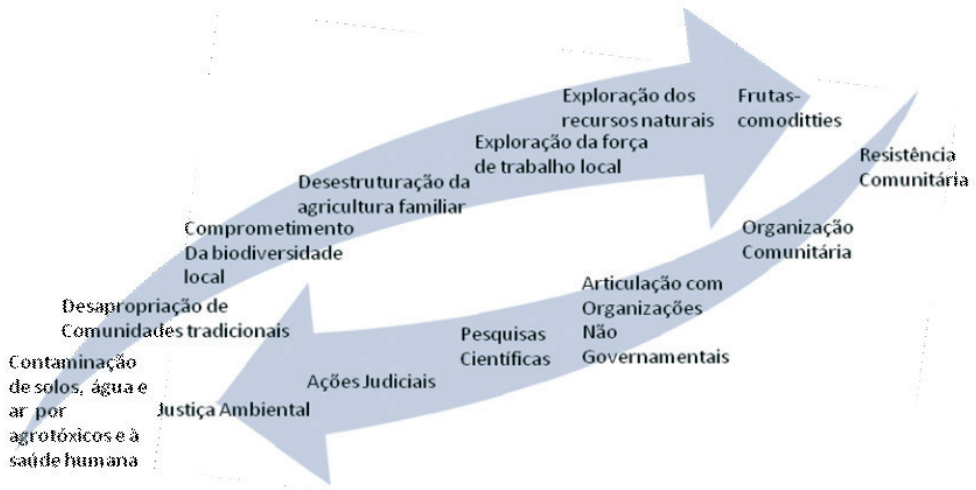 Exploração dos
recursos naturais
Frutas-
comoditties
Exploração da força
de trabalho local
Resistência
Comunitária
Desestruturação da
agricultura familiar
Comprometimento
Da biodiversidade
local
Organização
Comunitária
Articulação com
Organizações
Não
Governamentais
Desapropriação de
Comunidades tradicionais
Pesquisas
Científicas
Contaminação
de solos, água e
ar por
agrotóxicos e à
saúde humana
Ações Judiciais
Justiça Ambiental